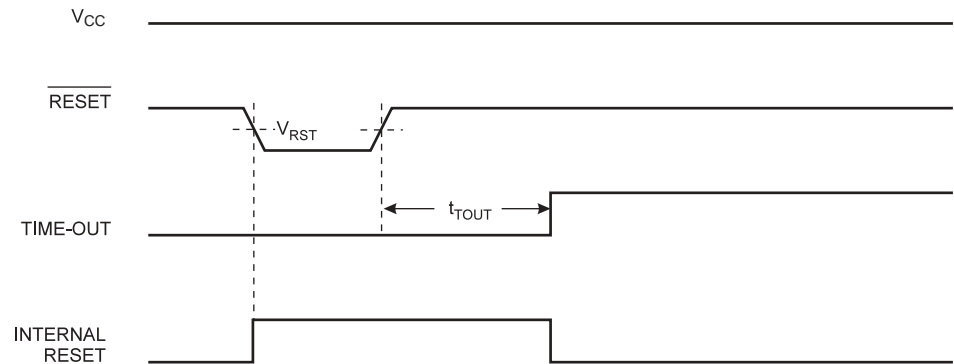 VCC
RESET
VRST
tTOUT
TIME-OUT
INTERNAL
RESET